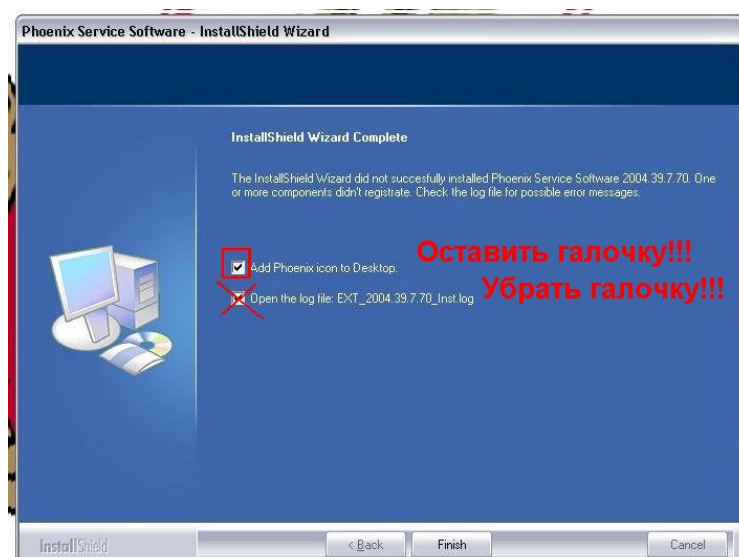 Phoenix Service Software - InstallShield Wizard
InstallShield Wizard Complete
The InstallShield Wizard did not succesfully installed Phoenix Service Software 2004.39.7.70. One
or more components didn't registrate. Check the log file for possible error messages.
Оставить галочку!!!
Add Phoenix icon to Desktop.
Убрать галочку!!!
Open the log file: EXT_2004.39.7.70_Inst.log
InstallShield
< Back
Finish
Cancel